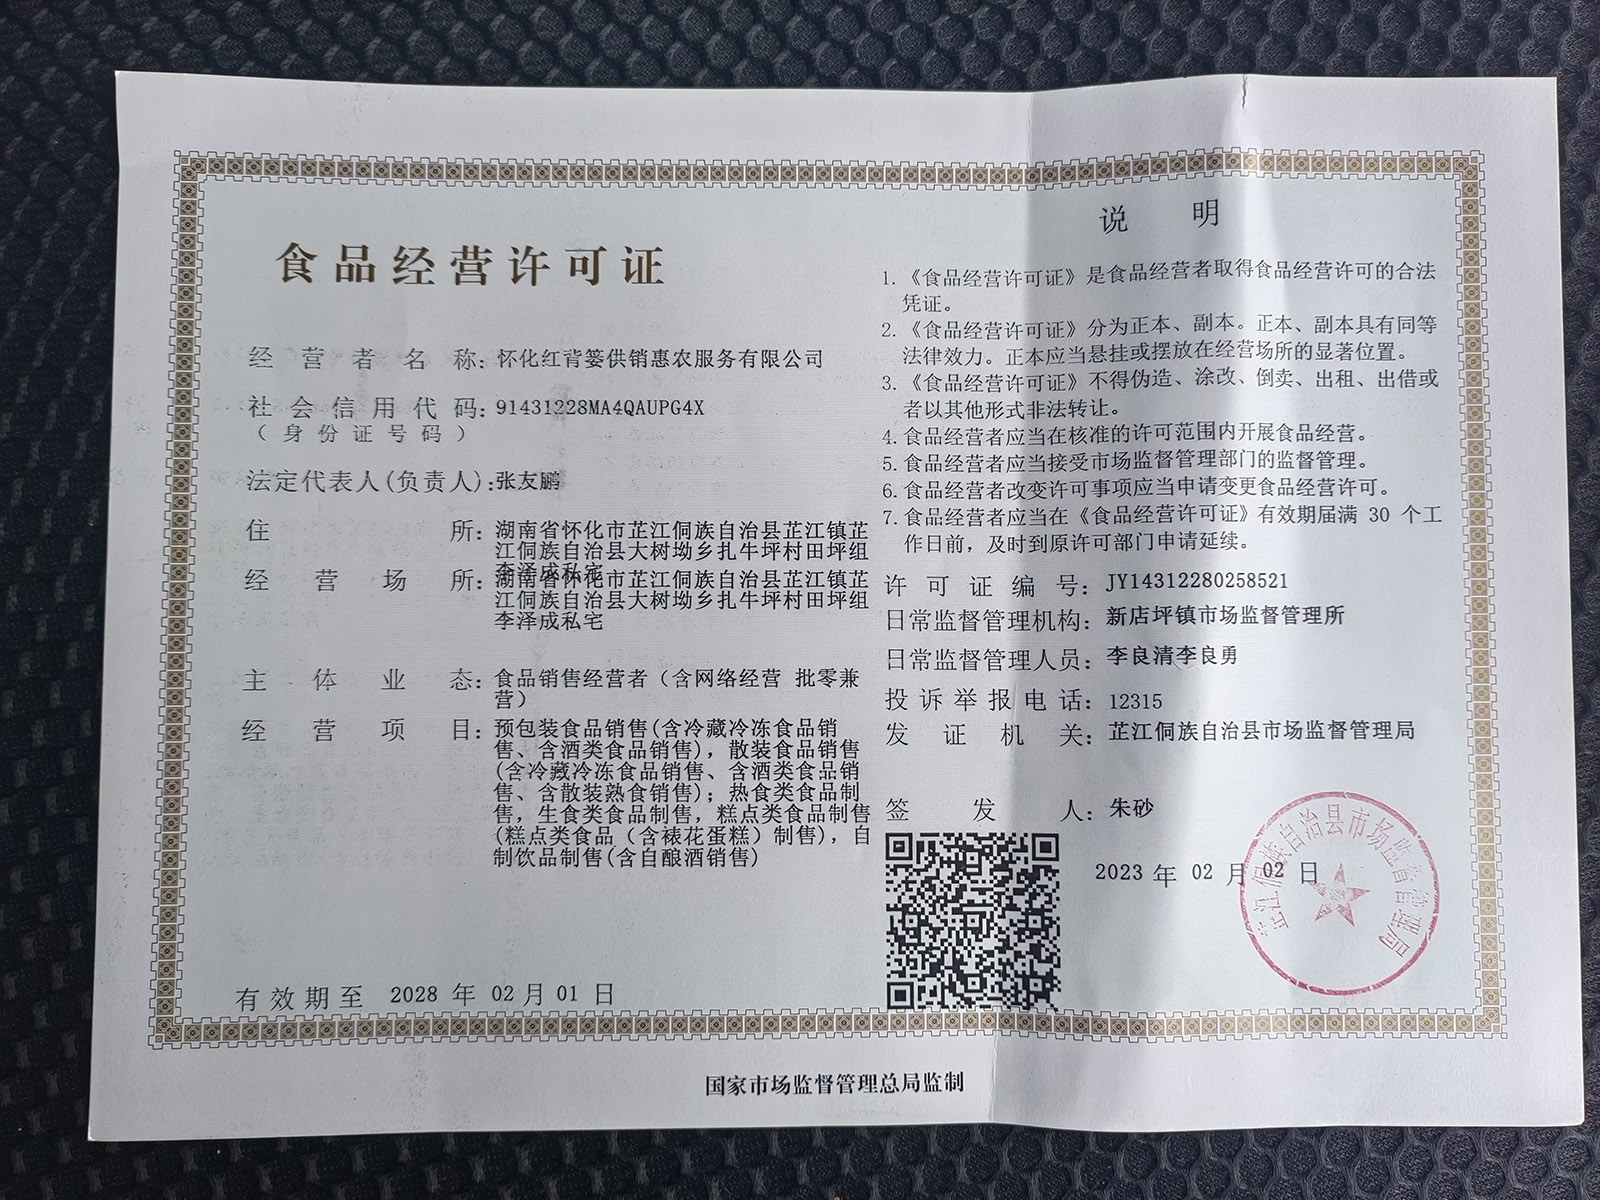 食品经营许可证
经营者名称：怀化红背篓供销惠农服务有限公司
社会信用代码：91431228MA4QAUPG4X
（身份证号码）
法定代表人(负责人)：张友鹏
住所：湖南省怀化市芷江侗族自治县芷江镇芷
江侗族自治县大树坳乡扎牛坪村田坪组
李泽成私宅
经营场所：湖南省怀化市芷江侗族自治县芷江镇芷
江侗族自治县大树坳乡扎牛坪村田坪组
李泽成私宅
主体业态：食品销售经营者（含网络经营 批零兼
营）
经营项目：预包装食品销售(含冷藏冷冻食品销
售、含酒类食品销售)，散装食品销售
(含冷藏冷冻食品销售、含酒类食品销
售、含散装熟食销售)；热食类食品制
售，生食类食品制售，糕点类食品制售
(糕点类食品（含裱花蛋糕）制售)，自
制饮品制售(含自酿酒销售)
有效期至 2028 年 02 月 01 日
说明
1.《食品经营许可证》是食品经营者取得食品经营许可的合法
凭证。
2.《食品经营许可证》分为正本、副本。正本、副本具有同等
法律效力。正本应当悬挂或摆放在经营场所的显著位置。
3.《食品经营许可证》不得伪造、涂改、倒卖、出租、出借或
者以其他形式非法转让。
4.食品经营者应当在核准的许可范围内开展食品经营。
5.食品经营者应当接受市场监督管理部门的监督管理。
6.食品经营者改变许可事项应当申请变更食品经营许可。
7.食品经营者应当在《食品经营许可证》有效期届满 30 个工
作日前，及时到原许可部门申请延续。
许可证编号：JY14312280258521
日常监督管理机构：新店坪镇市场监督管理所
日常监督管理人员：李良清李良勇
投诉举报电话：12315
发证机关：芷江侗族自治县市场监督管理局
签发人：朱砂
2023 年 02 月 02 日
芷江侗族自治县市场监督管理局
国家市场监督管理总局监制